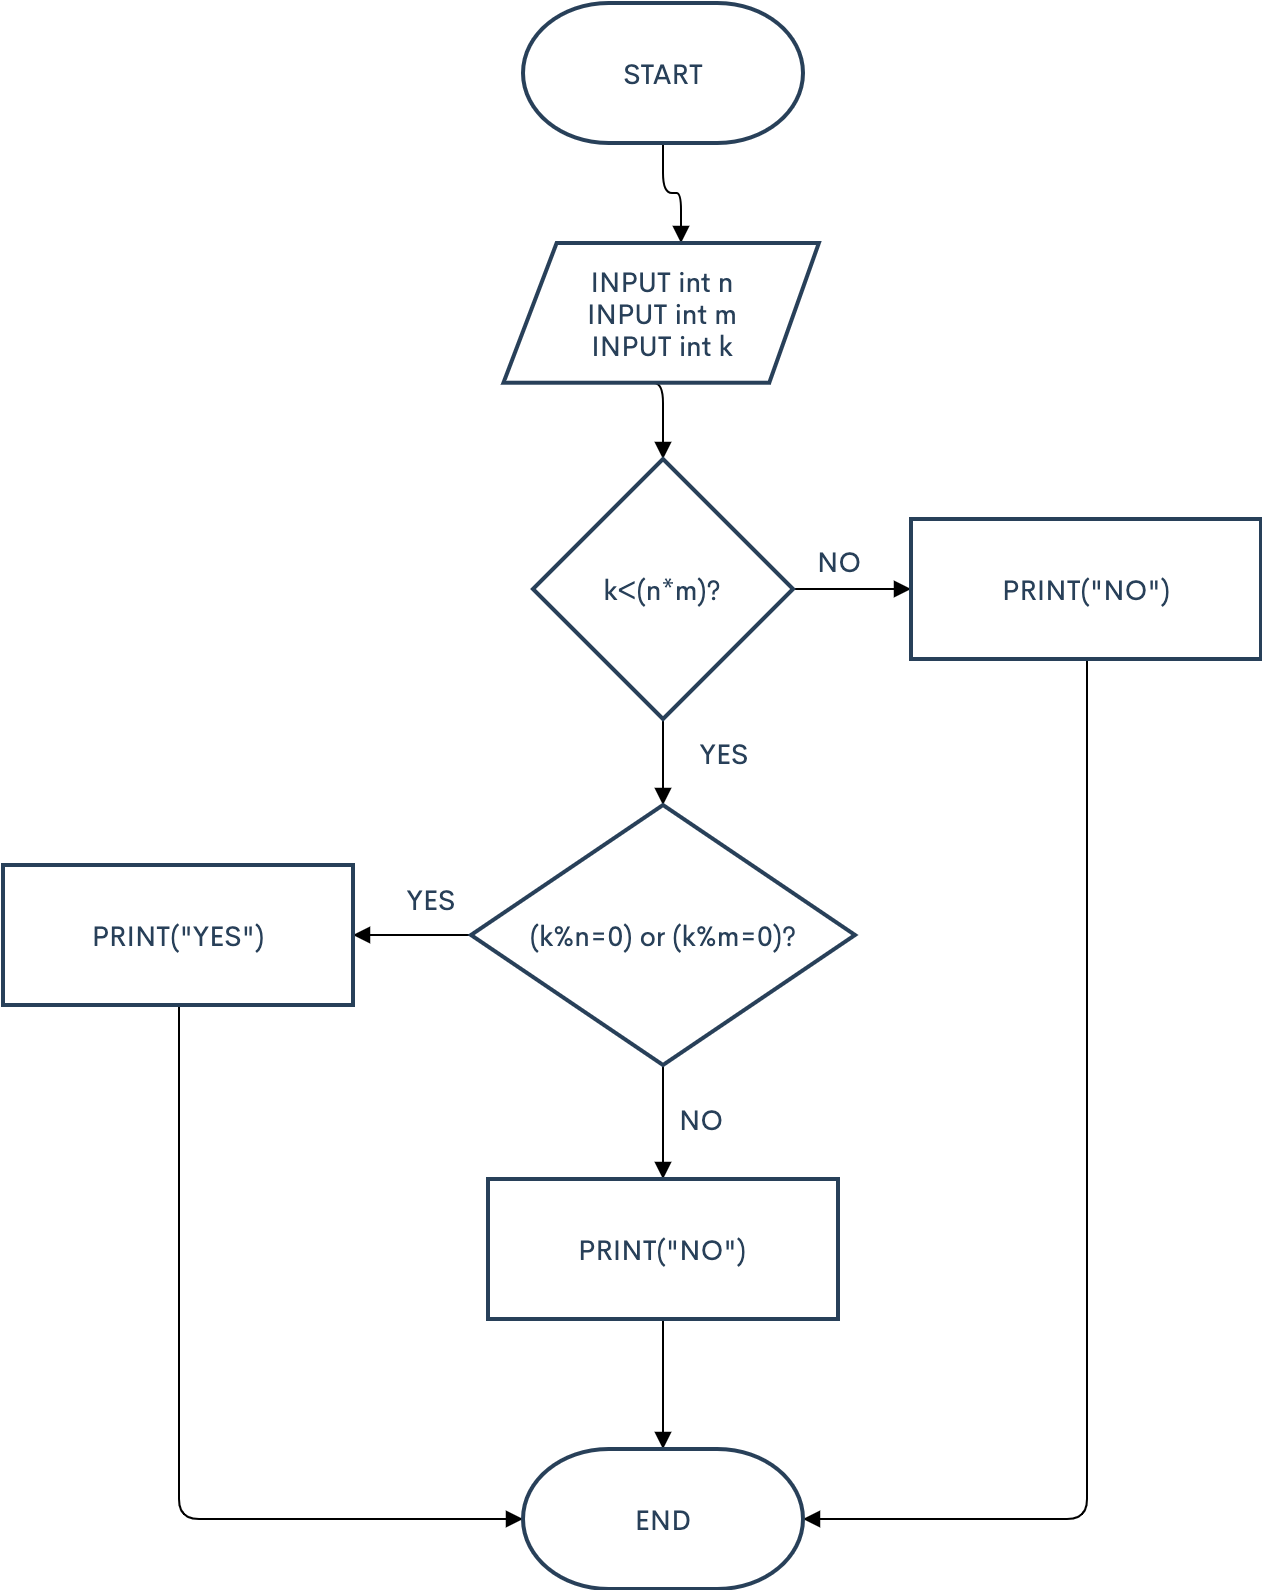 START
INPUT int n
INPUT int m
INPUT int k
k<(n*m)?
NO
PRINT("NO")
YES
(k%n=0) or (k%m=0)?
YES
PRINT("YES")
NO
PRINT("NO")
END